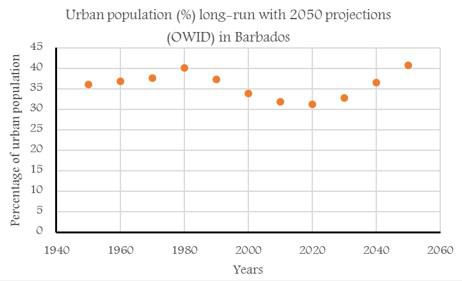 Urban population (%) long-run with 2050 projections
(OWID) in Barbados
Percentage of urban population
45
40
35
30
25
20
15
10
5
0
1940 1960 1980 2000 2020 2040 2060
Years